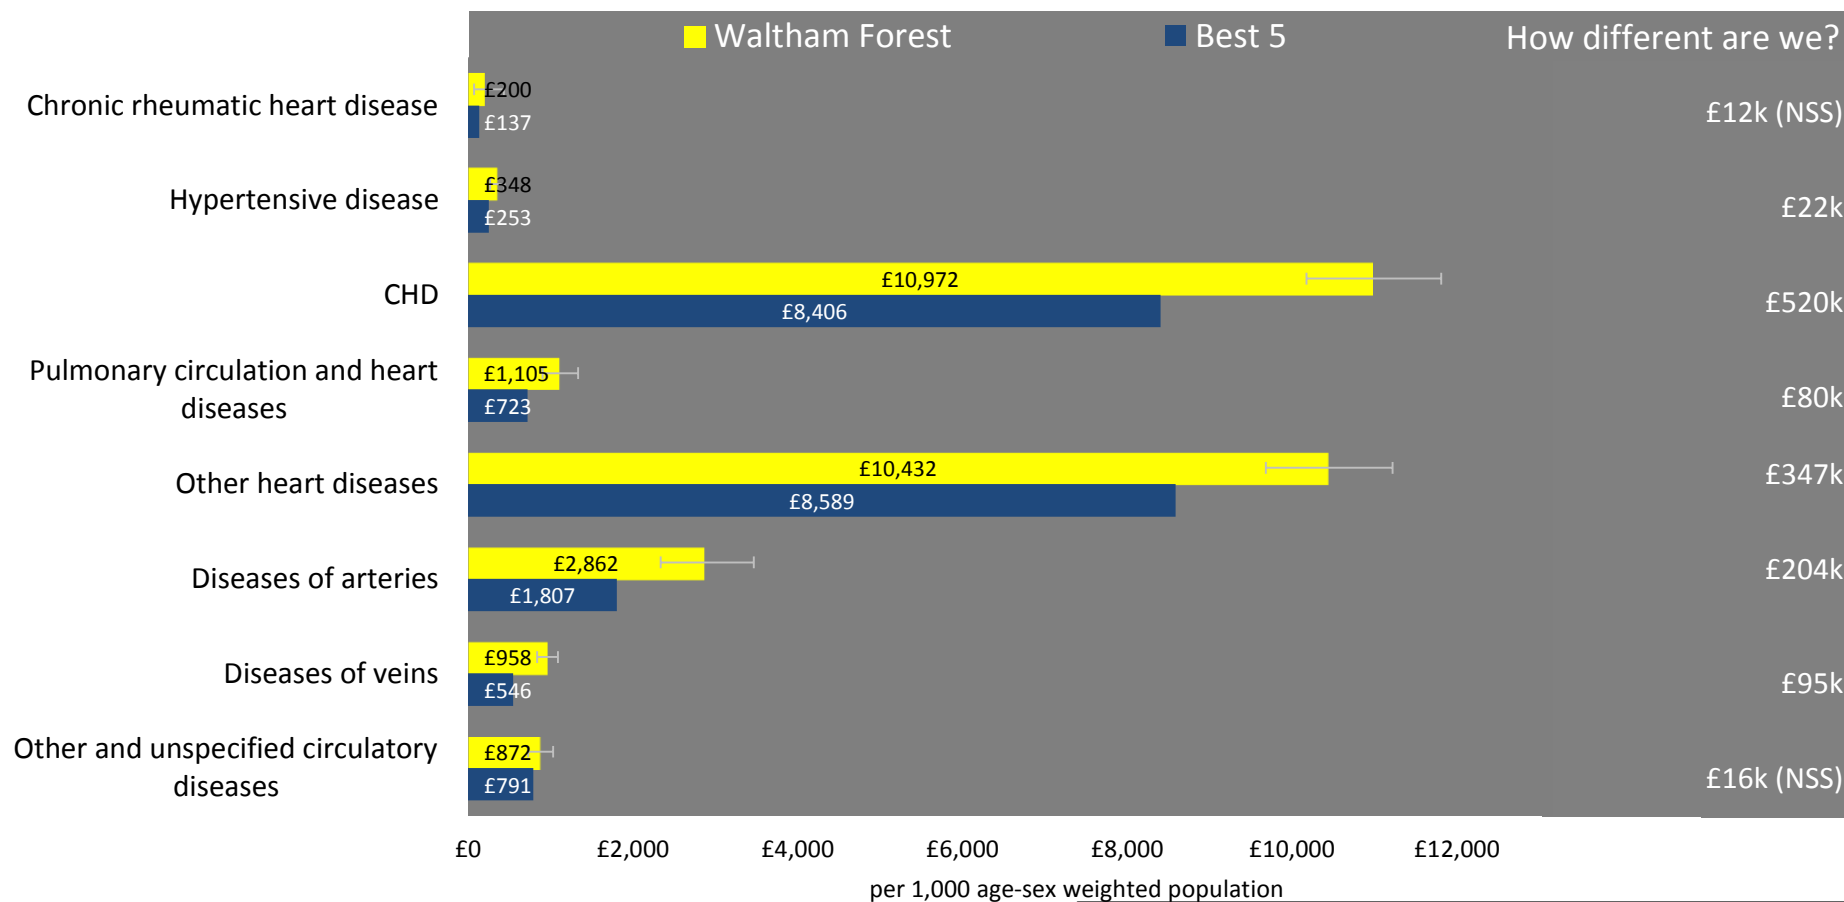 Waltham Forest
Best 5
How different are we?
Chronic rheumatic heart disease
£200
£137
£12k (NSS)
Hypertensive disease
£348
£253
£22k
CHD
£10,972
£8,406
£520k
Pulmonary circulation and heart
diseases
£1,105
£723
£80k
Other heart diseases
£10,432
£8,589
£347k
Diseases of arteries
£2,862
£1,807
£204k
Diseases of veins
£958
£546
£95k
Other and unspecified circulatory
diseases
£872
£791
£16k (NSS)
£0
£2,000
£4,000
£6,000
£8,000
£10,000
£12,000
per 1,000 age-sex weighted population